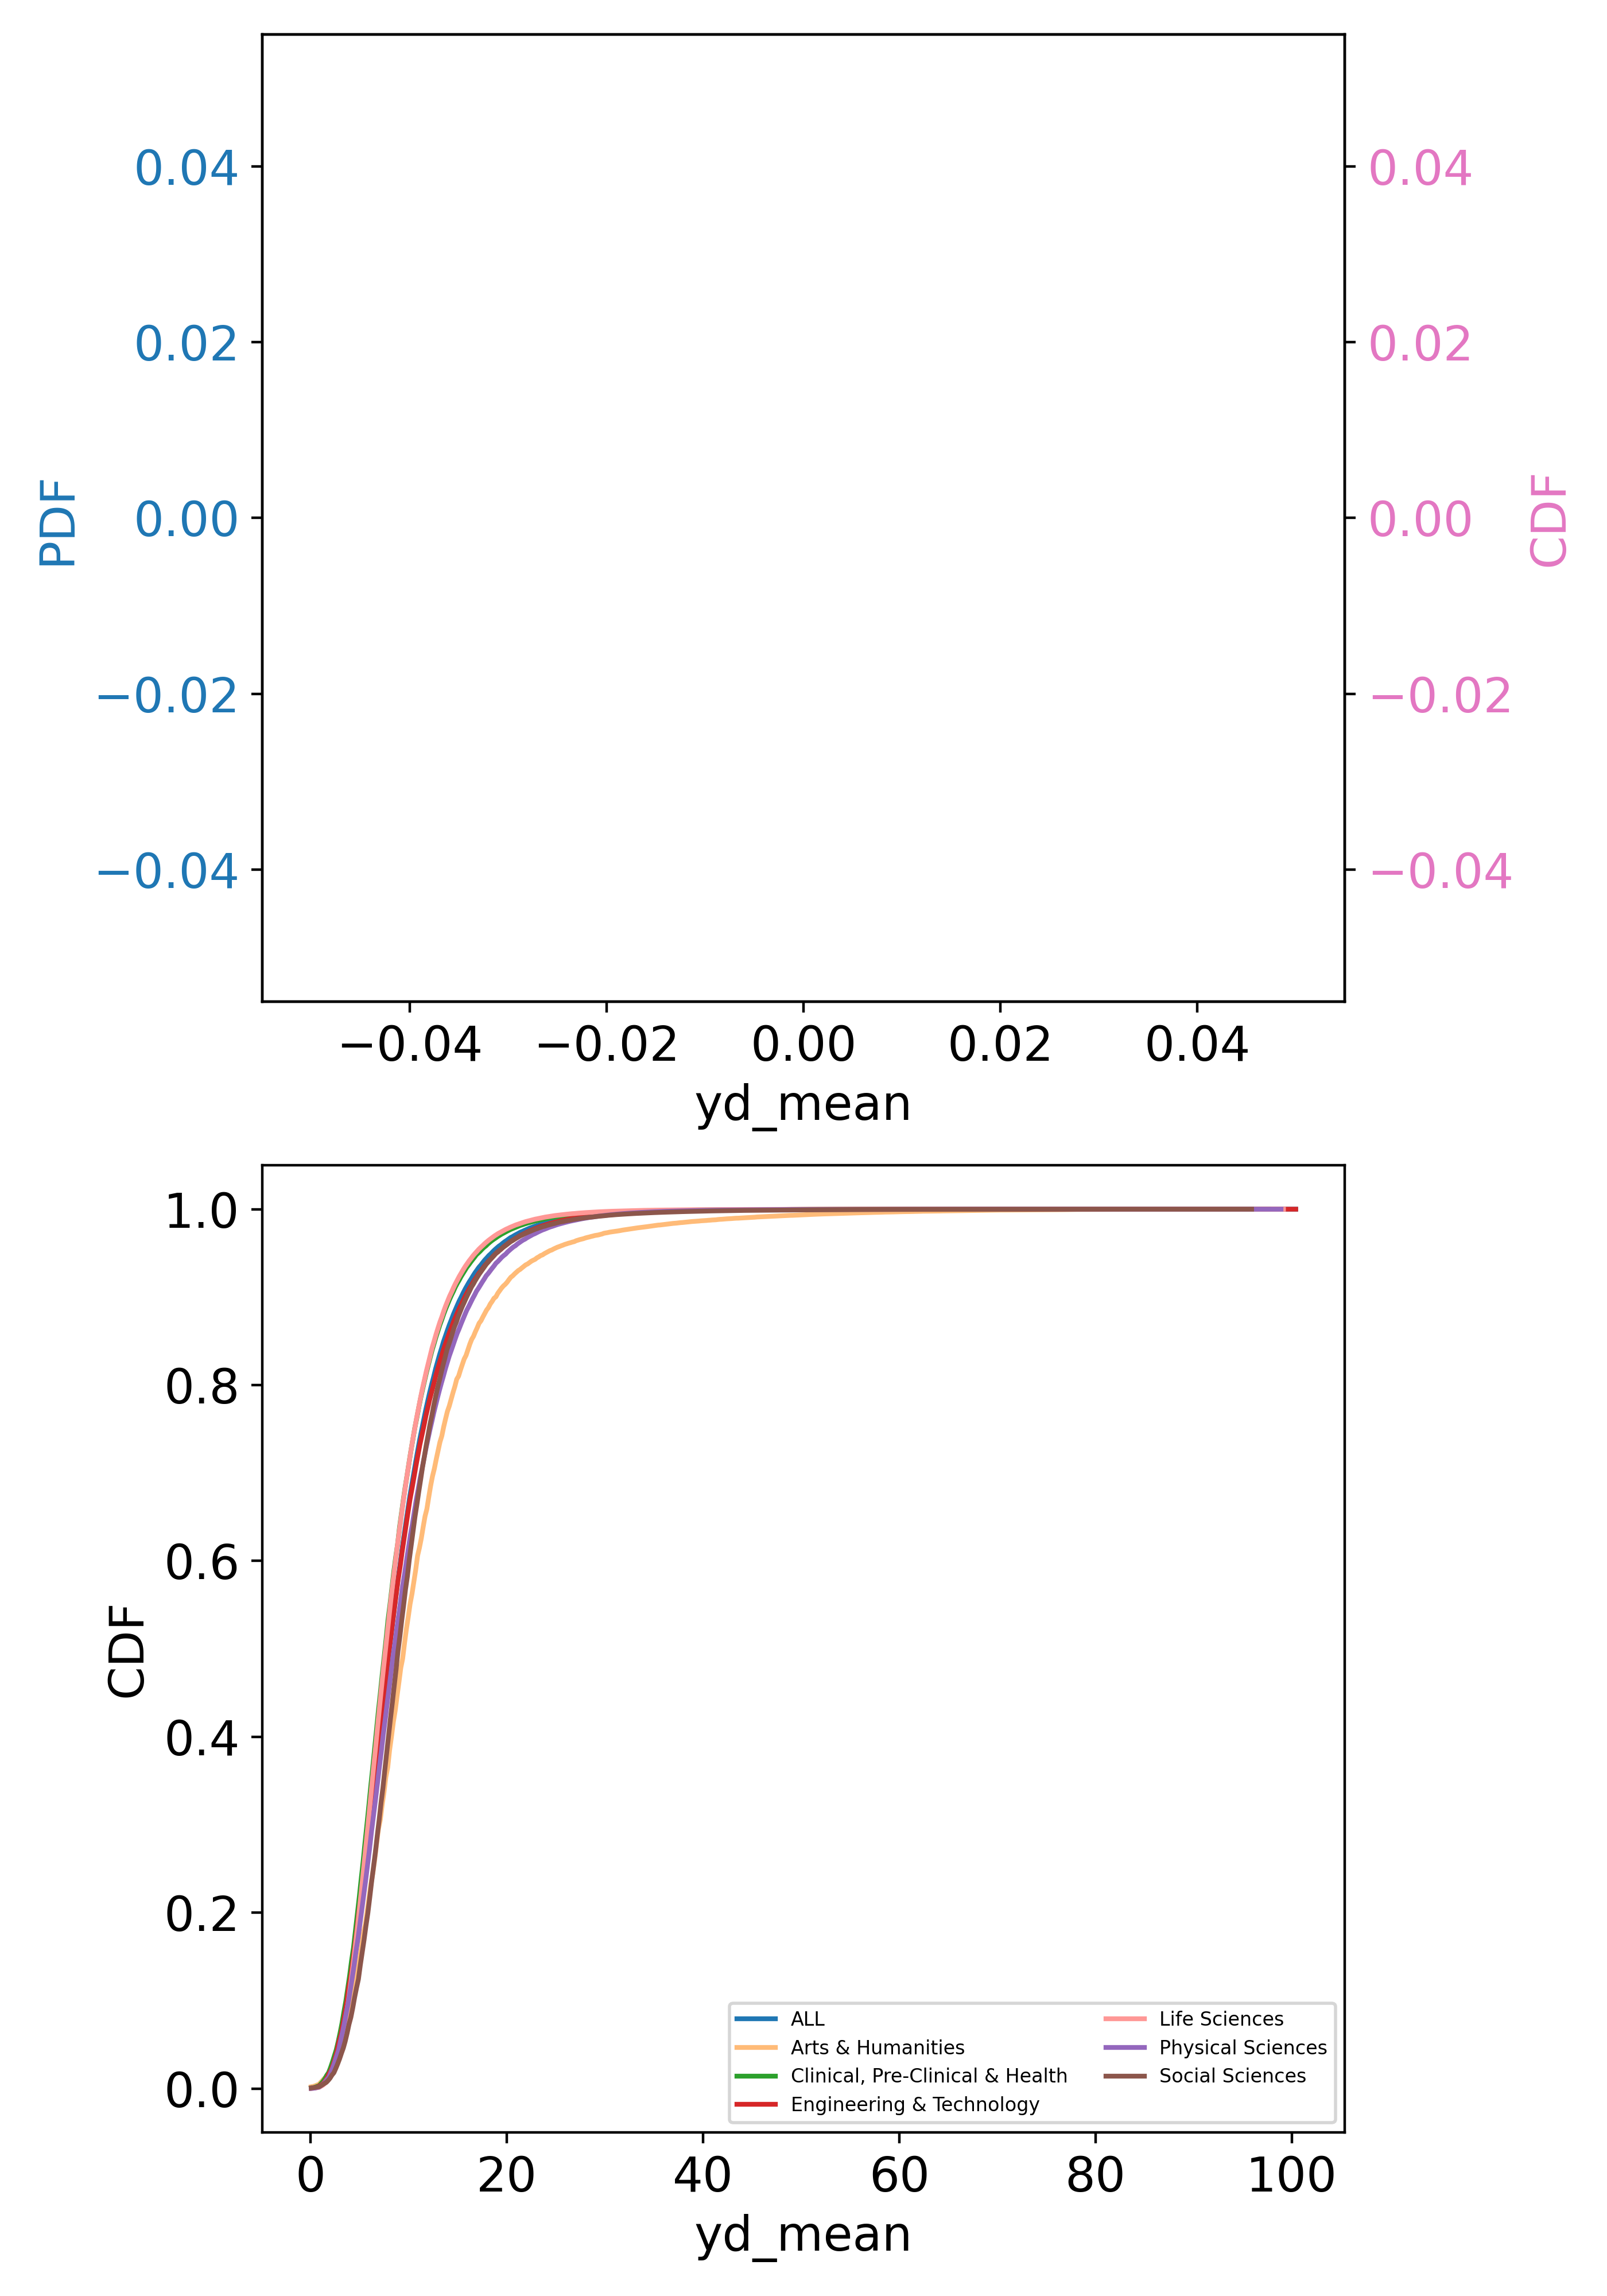 0.04
0.02
0.00
−0.02
−0.04
PDF
0.04
0.02
0.00
−0.02
−0.04
CDF
−0.04 −0.02 0.00 0.02 0.04
yd_mean
1.0
0.8
0.6
0.4
0.2
0.0
CDF
ALL
Arts & Humanities
Clinical, Pre-Clinical & Health
Engineering & Technology
Life Sciences
Physical Sciences
Social Sciences
0 20 40 60 80 100
yd_mean